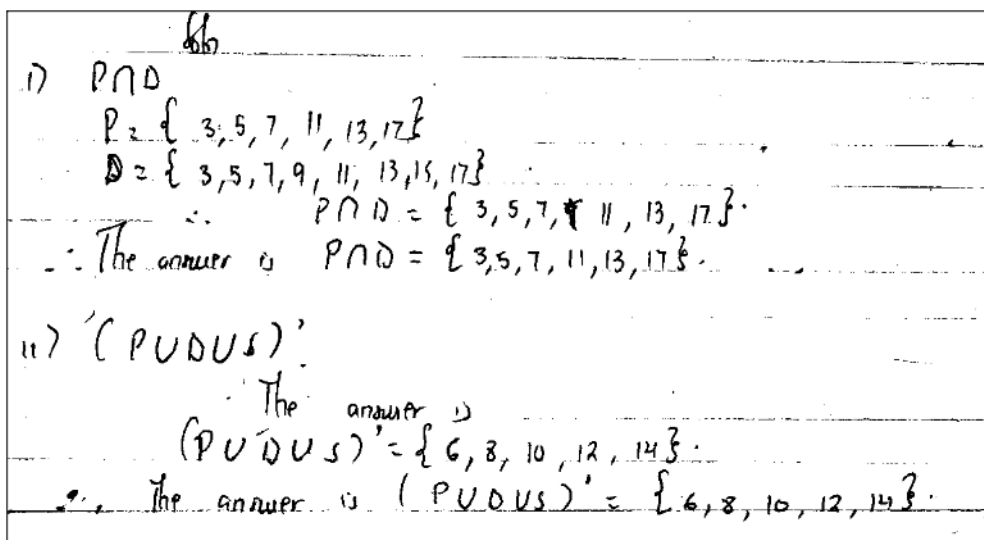 Soln
i) P∩D
P = { 3, 5, 7, 11, 13, 17}
D = { 3, 5, 7, 9, 11, 13, 15, 17}
∴ P∩D = { 3, 5, 7, 11, 13, 17}.
∴ The answer is P∩D = { 3, 5, 7, 11, 13, 17}.
ii) (P∪D∪S)'
The answer is
(P∪D∪S)' = { 6, 8, 10, 12, 14}.
∴ The answer is (P∪D∪S)' = { 6, 8, 10, 12, 14}.